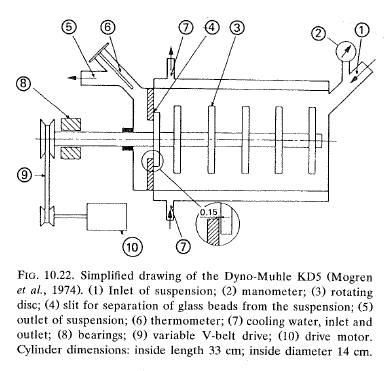 5
6
7
4
3
2
1
8
9
10
7
0.15
FIG. 10.22. Simplified drawing of the Dyno-Muhle KD5 (Mogren
et al., 1974). (1) Inlet of suspension; (2) manometer; (3) rotating
disc; (4) slit for separation of glass beads from the suspension; (5)
outlet of suspension; (6) thermometer; (7) cooling water, inlet and
outlet; (8) bearings; (9) variable V-belt drive; (10) drive motor.
Cylinder dimensions: inside length 33 cm; inside diameter 14 cm.